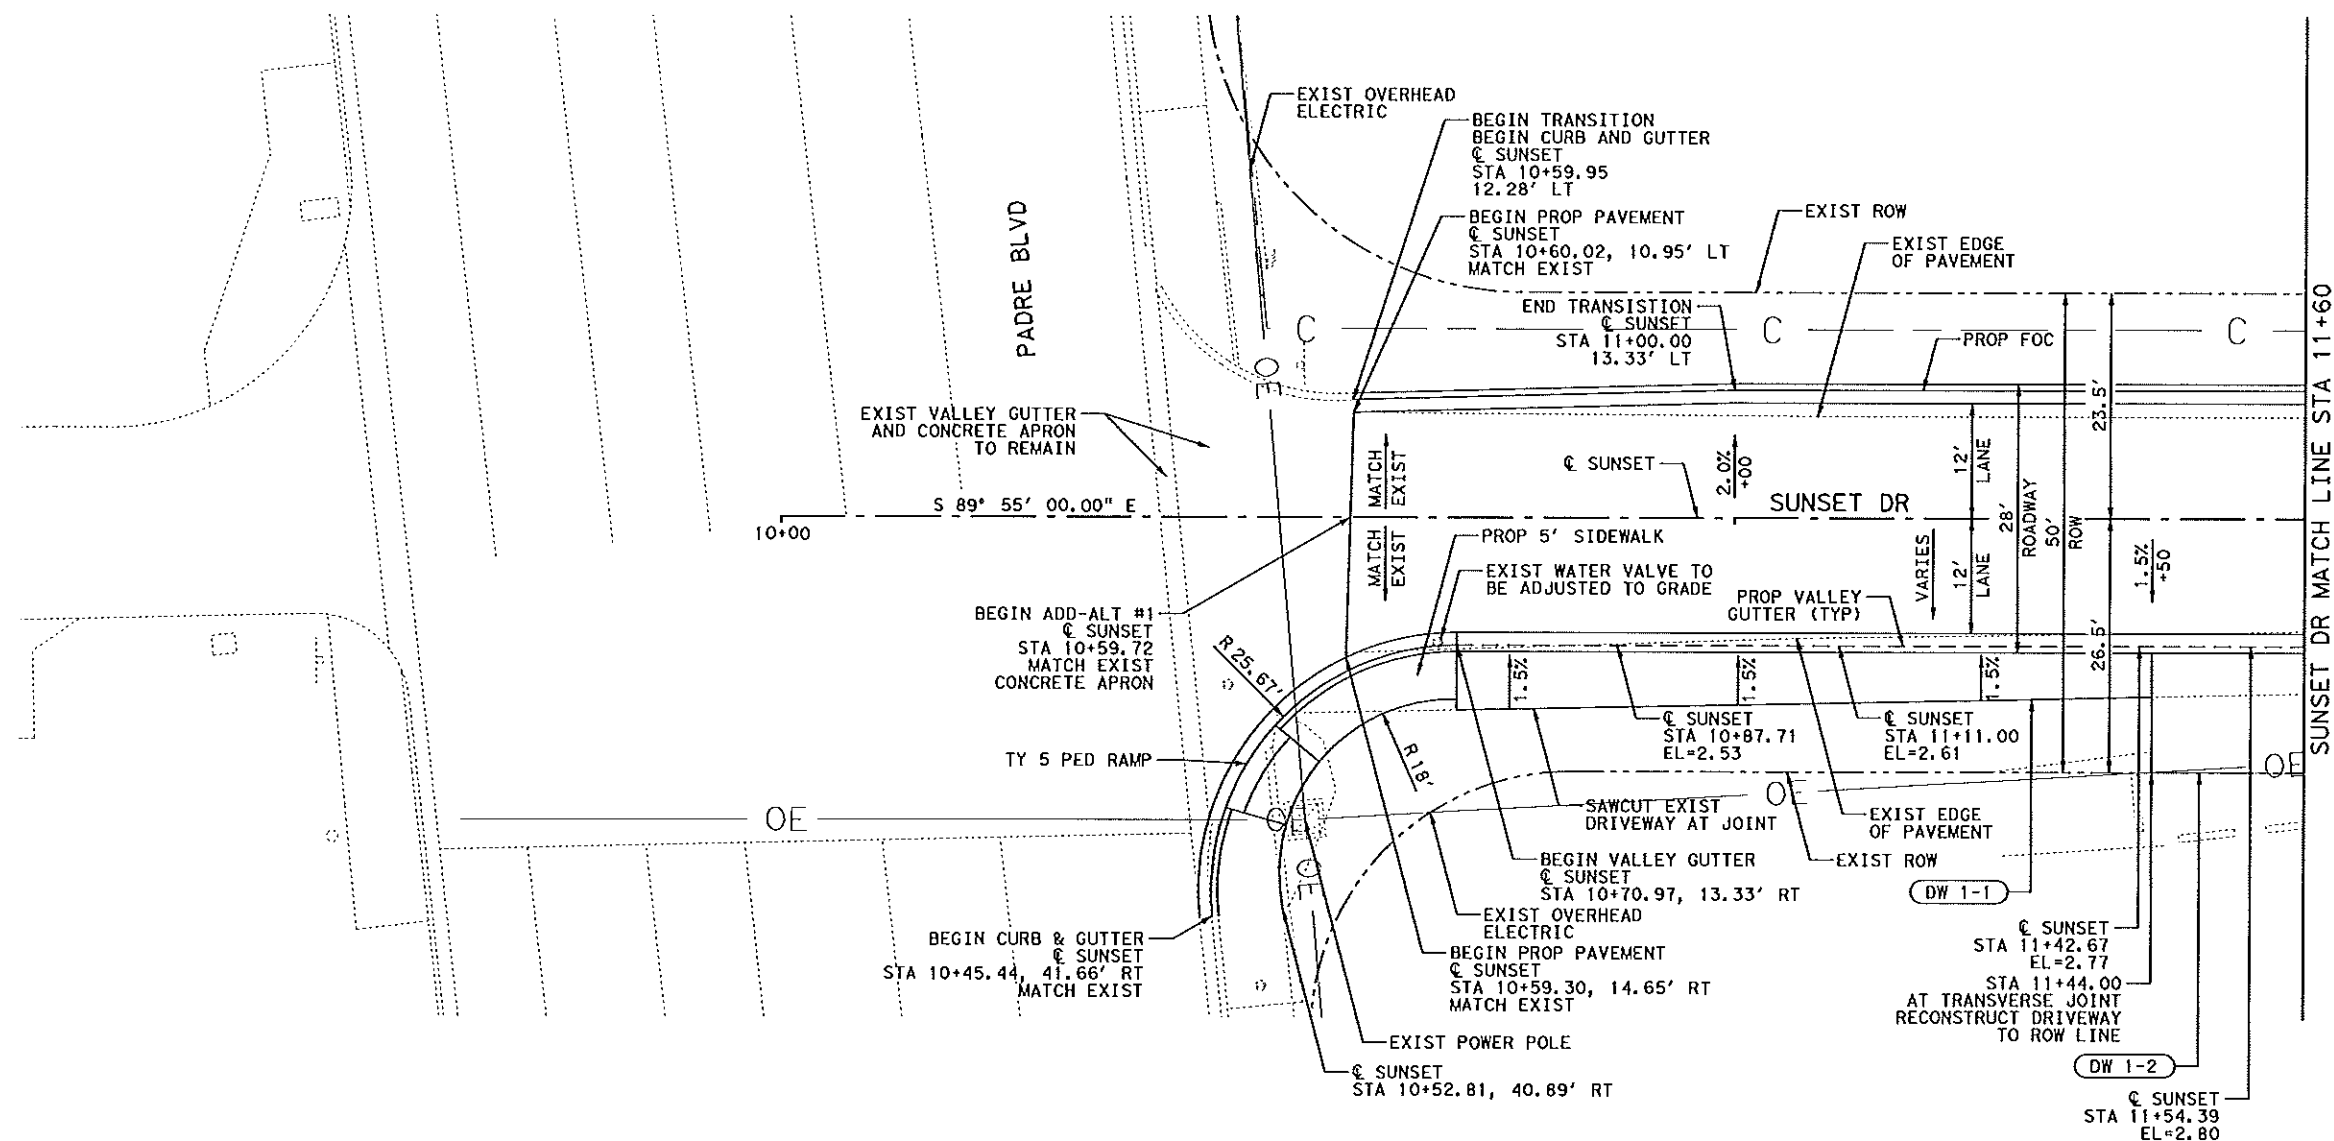 EXIST OVERHEAD
ELECTRIC
BEGIN TRANSITION
BEGIN CURB AND GUTTER
℄ SUNSET
STA 10+59.95
12.28' LT
BEGIN PROP PAVEMENT
℄ SUNSET
STA 10+60.02, 10.95' LT
MATCH EXIST
EXIST ROW
EXIST EDGE
OF PAVEMENT
PADRE BLVD
END TRANSISTION
℄ SUNSET
STA 11+00.00
13.33' LT
C
C
C
PROP FOC
OE
EXIST VALLEY GUTTER
AND CONCRETE APRON
TO REMAIN
MATCH
EXIST
℄ SUNSET
2.0%
+00
12'
LANE
28'
ROADWAY
50'
ROW
23.5'
SUNSET DR MATCH LINE STA 11+60
S 89° 55' 00.00" E
10+00
SUNSET DR
MATCH
EXIST
PROP 5' SIDEWALK
EXIST WATER VALVE TO
BE ADJUSTED TO GRADE
PROP VALLEY
GUTTER (TYP)
VARIES
12'
LANE
1.5%
+50
26.5'
BEGIN ADD-ALT #1
℄ SUNSET
STA 10+59.72
MATCH EXIST
CONCRETE APRON
R 25.67'
1.5%
1.5%
1.5%
℄ SUNSET
STA 10+87.71
EL=2.53
℄ SUNSET
STA 11+11.00
EL=2.61
TY 5 PED RAMP
R 18'
OE
OE
OE
OE
OE
SAWCUT EXIST
DRIVEWAY AT JOINT
EXIST EDGE
OF PAVEMENT
BEGIN VALLEY GUTTER
℄ SUNSET
STA 10+70.97, 13.33' RT
EXIST ROW
DW 1-1
EXIST OVERHEAD
ELECTRIC
BEGIN CURB & GUTTER
℄ SUNSET
STA 10+45.44, 41.66' RT
MATCH EXIST
BEGIN PROP PAVEMENT
℄ SUNSET
STA 10+59.30, 14.65' RT
MATCH EXIST
℄ SUNSET
STA 11+42.67
EL=2.77
STA 11+44.00
AT TRANSVERSE JOINT
RECONSTRUCT DRIVEWAY
TO ROW LINE
EXIST POWER POLE
DW 1-2
℄ SUNSET
STA 10+52.81, 40.89' RT
℄ SUNSET
STA 11+54.39
EL=2.80